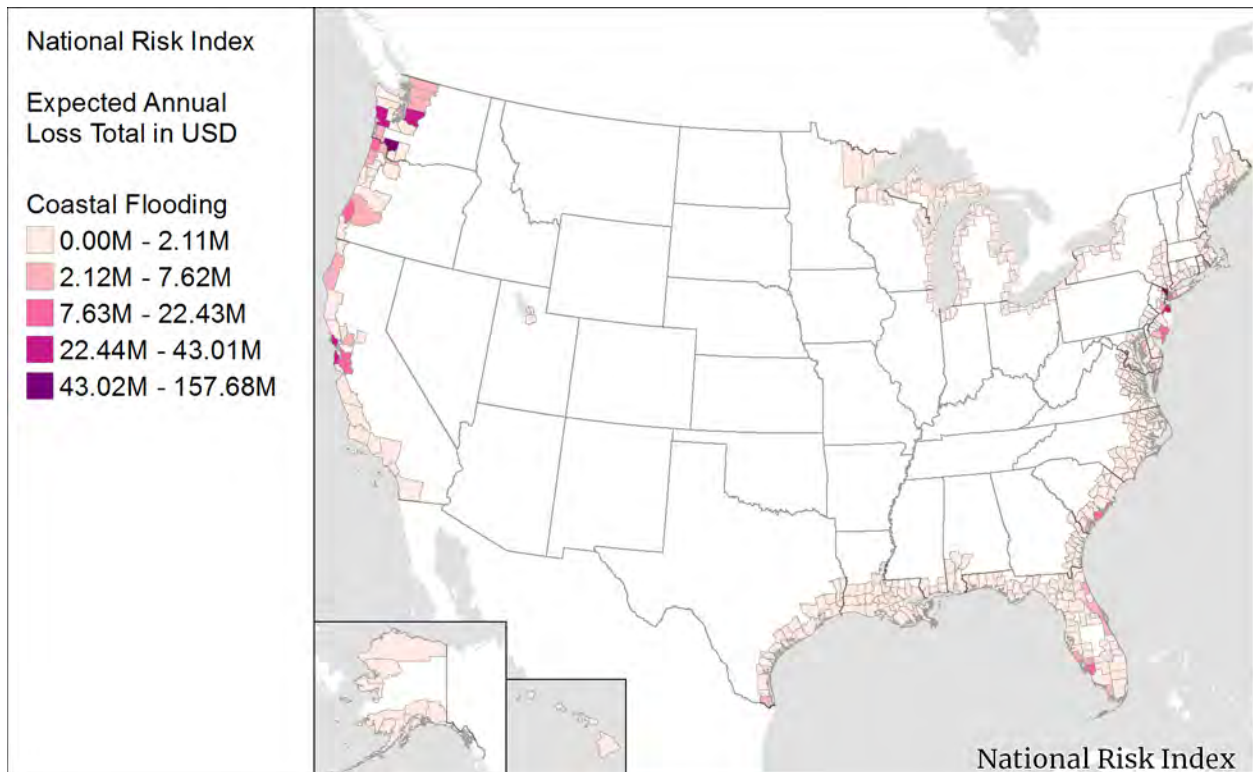 National Risk Index
Expected Annual
Loss Total in USD
Coastal Flooding
0.00M - 2.11M
2.12M - 7.62M
7.63M - 22.43M
22.44M - 43.01M
43.02M - 157.68M
National Risk Index